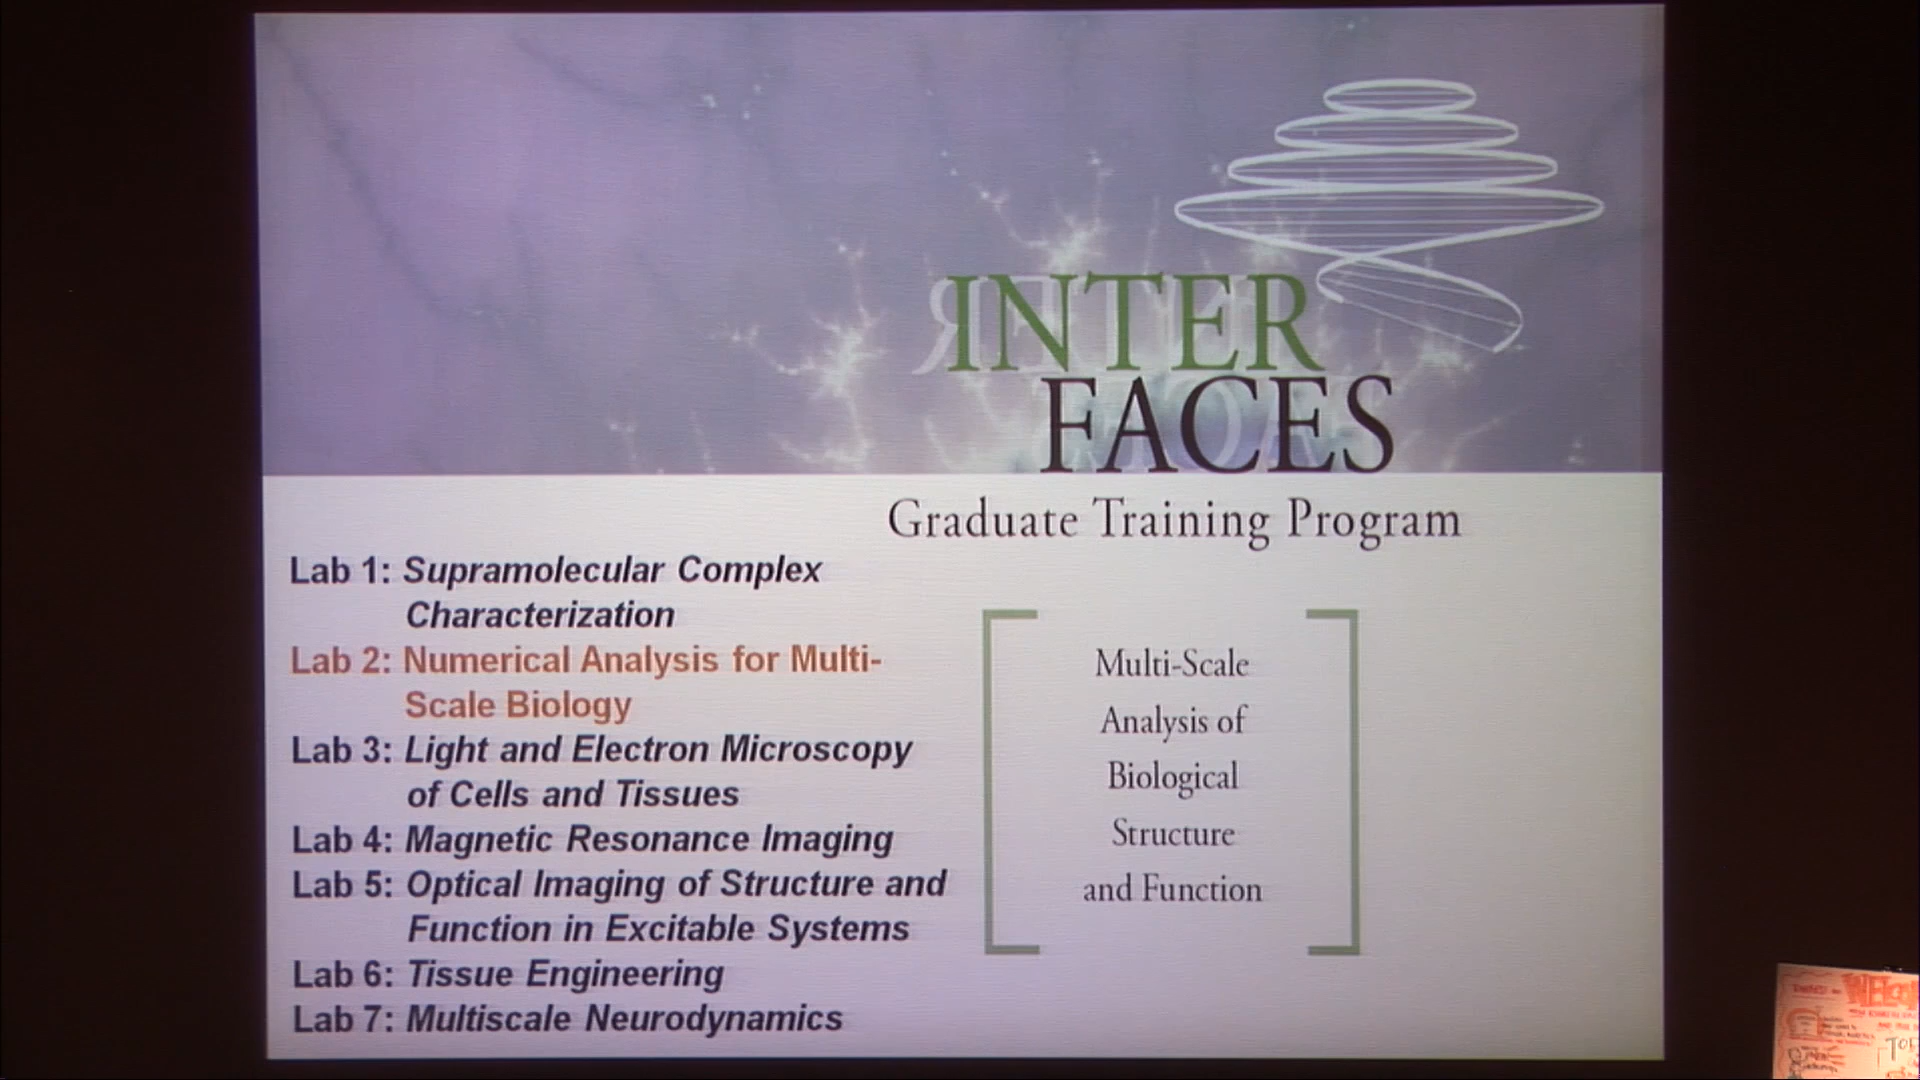 INTER
FACES
Graduate Training Program
Lab 1: Supramolecular Complex
Characterization
Lab 2: Numerical Analysis for Multi-
Scale Biology
Lab 3: Light and Electron Microscopy
of Cells and Tissues
Lab 4: Magnetic Resonance Imaging
Lab 5: Optical Imaging of Structure and
Function in Excitable Systems
Lab 6: Tissue Engineering
Lab 7: Multiscale Neurodynamics
Multi-Scale
Analysis of
Biological
Structure
and Function